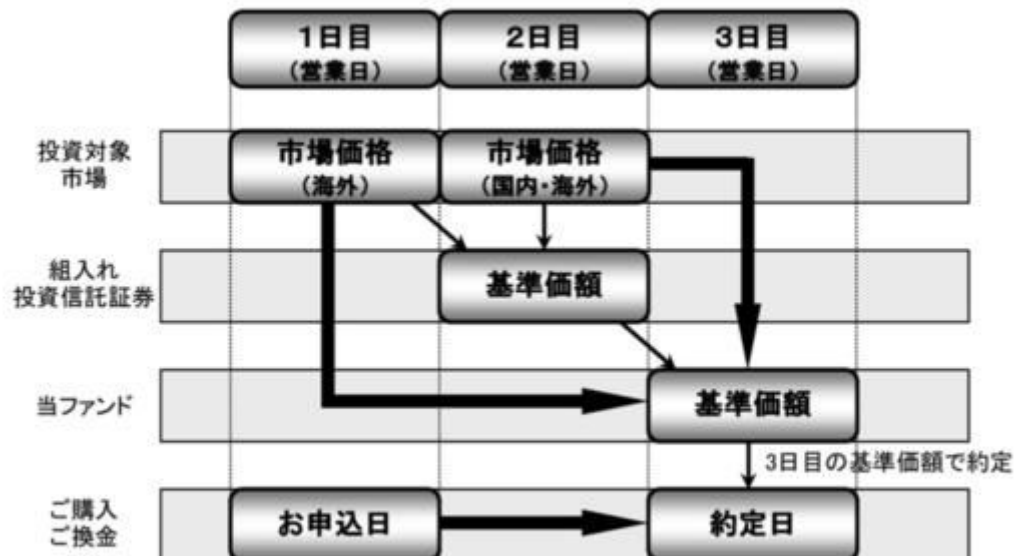 1日目
(営業日)
2日目
(営業日)
3日目
(営業日)
投資対象
市場
市場価格
(海外)
市場価格
(国内・海外)
組入れ
投資信託証券
基準価額
当ファンド
基準価額
3日目の基準価額で約定
ご購入
ご換金
お申込日
約定日